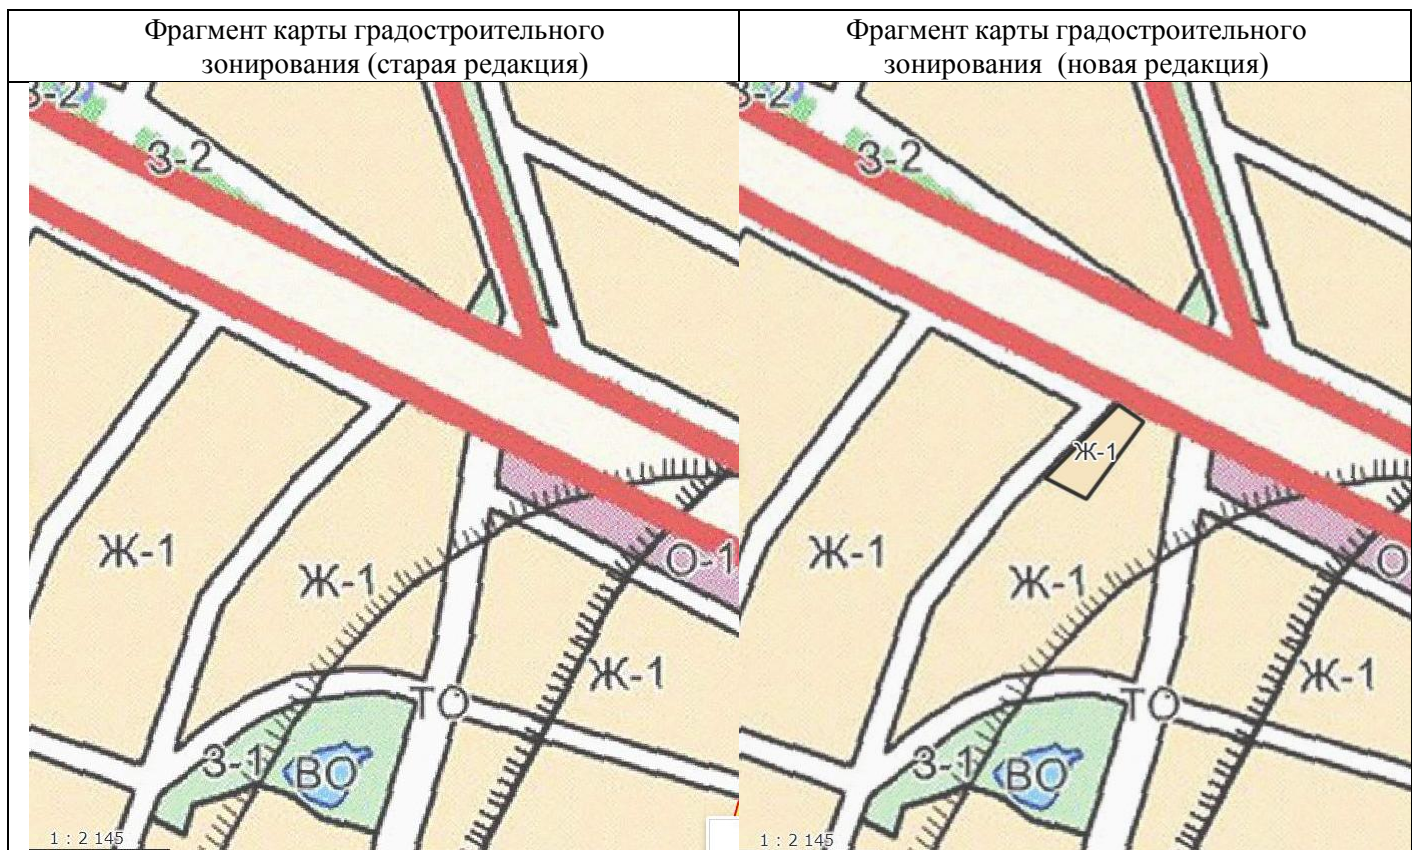 Фрагмент карты градостроительного
зонирования (старая редакция)
Фрагмент карты градостроительного
зонирования (новая редакция)
З-2
З-2
Ж-1
Ж-1
О-1
Ж-1
ТО
З-1
ВО
1 : 2 145
З-2
З-2
Ж-1
Ж-1
Ж-1
О
Ж-1
ТО
З-1
ВО
1 : 2 145